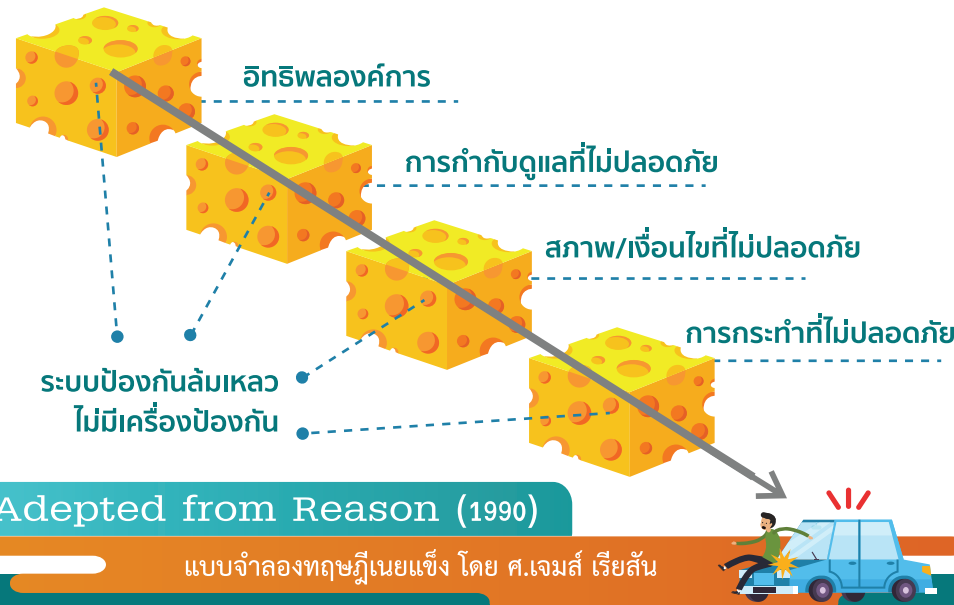 อิทธิพลองค์การ
การกำกับดูแลที่ไม่ปลอดภัย
สภาพ/เงื่อนไขที่ไม่ปลอดภัย
การกระทำที่ไม่ปลอดภัย
ระบบป้องกันล้มเหลว
ไม่มีเครื่องป้องกัน
Adepted from Reason (1990)
แบบจำลองทฤษฎีเนยแข็ง โดย ศ.เจมส์ เรียสัน